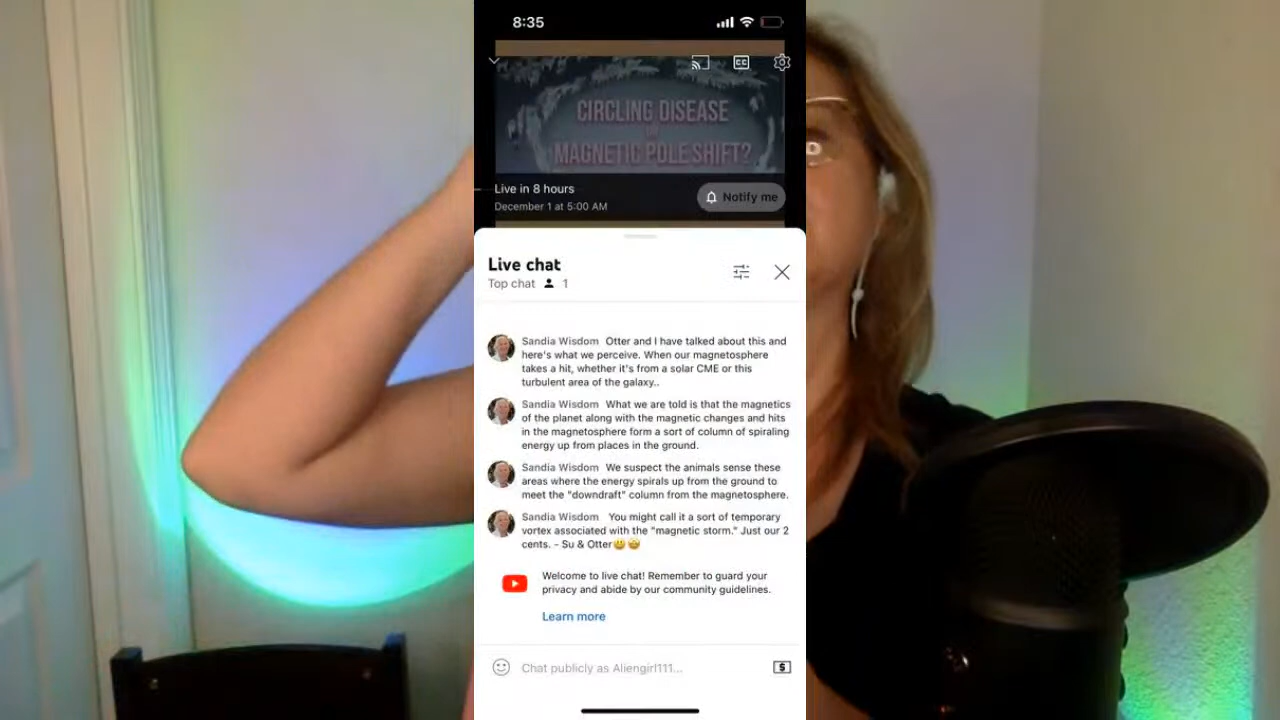 8:35
CIRCLING DISEASE
or
MAGNETIC POLE SHIFT?
Live in 8 hours
December 1 at 5:00 AM
Notify me
Live chat
Top chat 1
Sandia Wisdom Otter and I have talked about this and
here's what we perceive. When our magnetosphere
takes a hit, whether it's from a solar CME or this
turbulent area of the galaxy..
Sandia Wisdom What we are told is that the magnetics
of the planet along with the magnetic changes and hits
in the magnetosphere form a sort of column of spiraling
energy up from places in the ground.
Sandia Wisdom We suspect the animals sense these
areas where the energy spirals up from the ground to
meet the "downdraft" column from the magnetosphere.
Sandia Wisdom You might call it a sort of temporary
vortex associated with the "magnetic storm." Just our 2
cents. - Su & Otter
Welcome to live chat! Remember to guard your
privacy and abide by our community guidelines.
Learn more
Chat publicly as Aliengirl111...